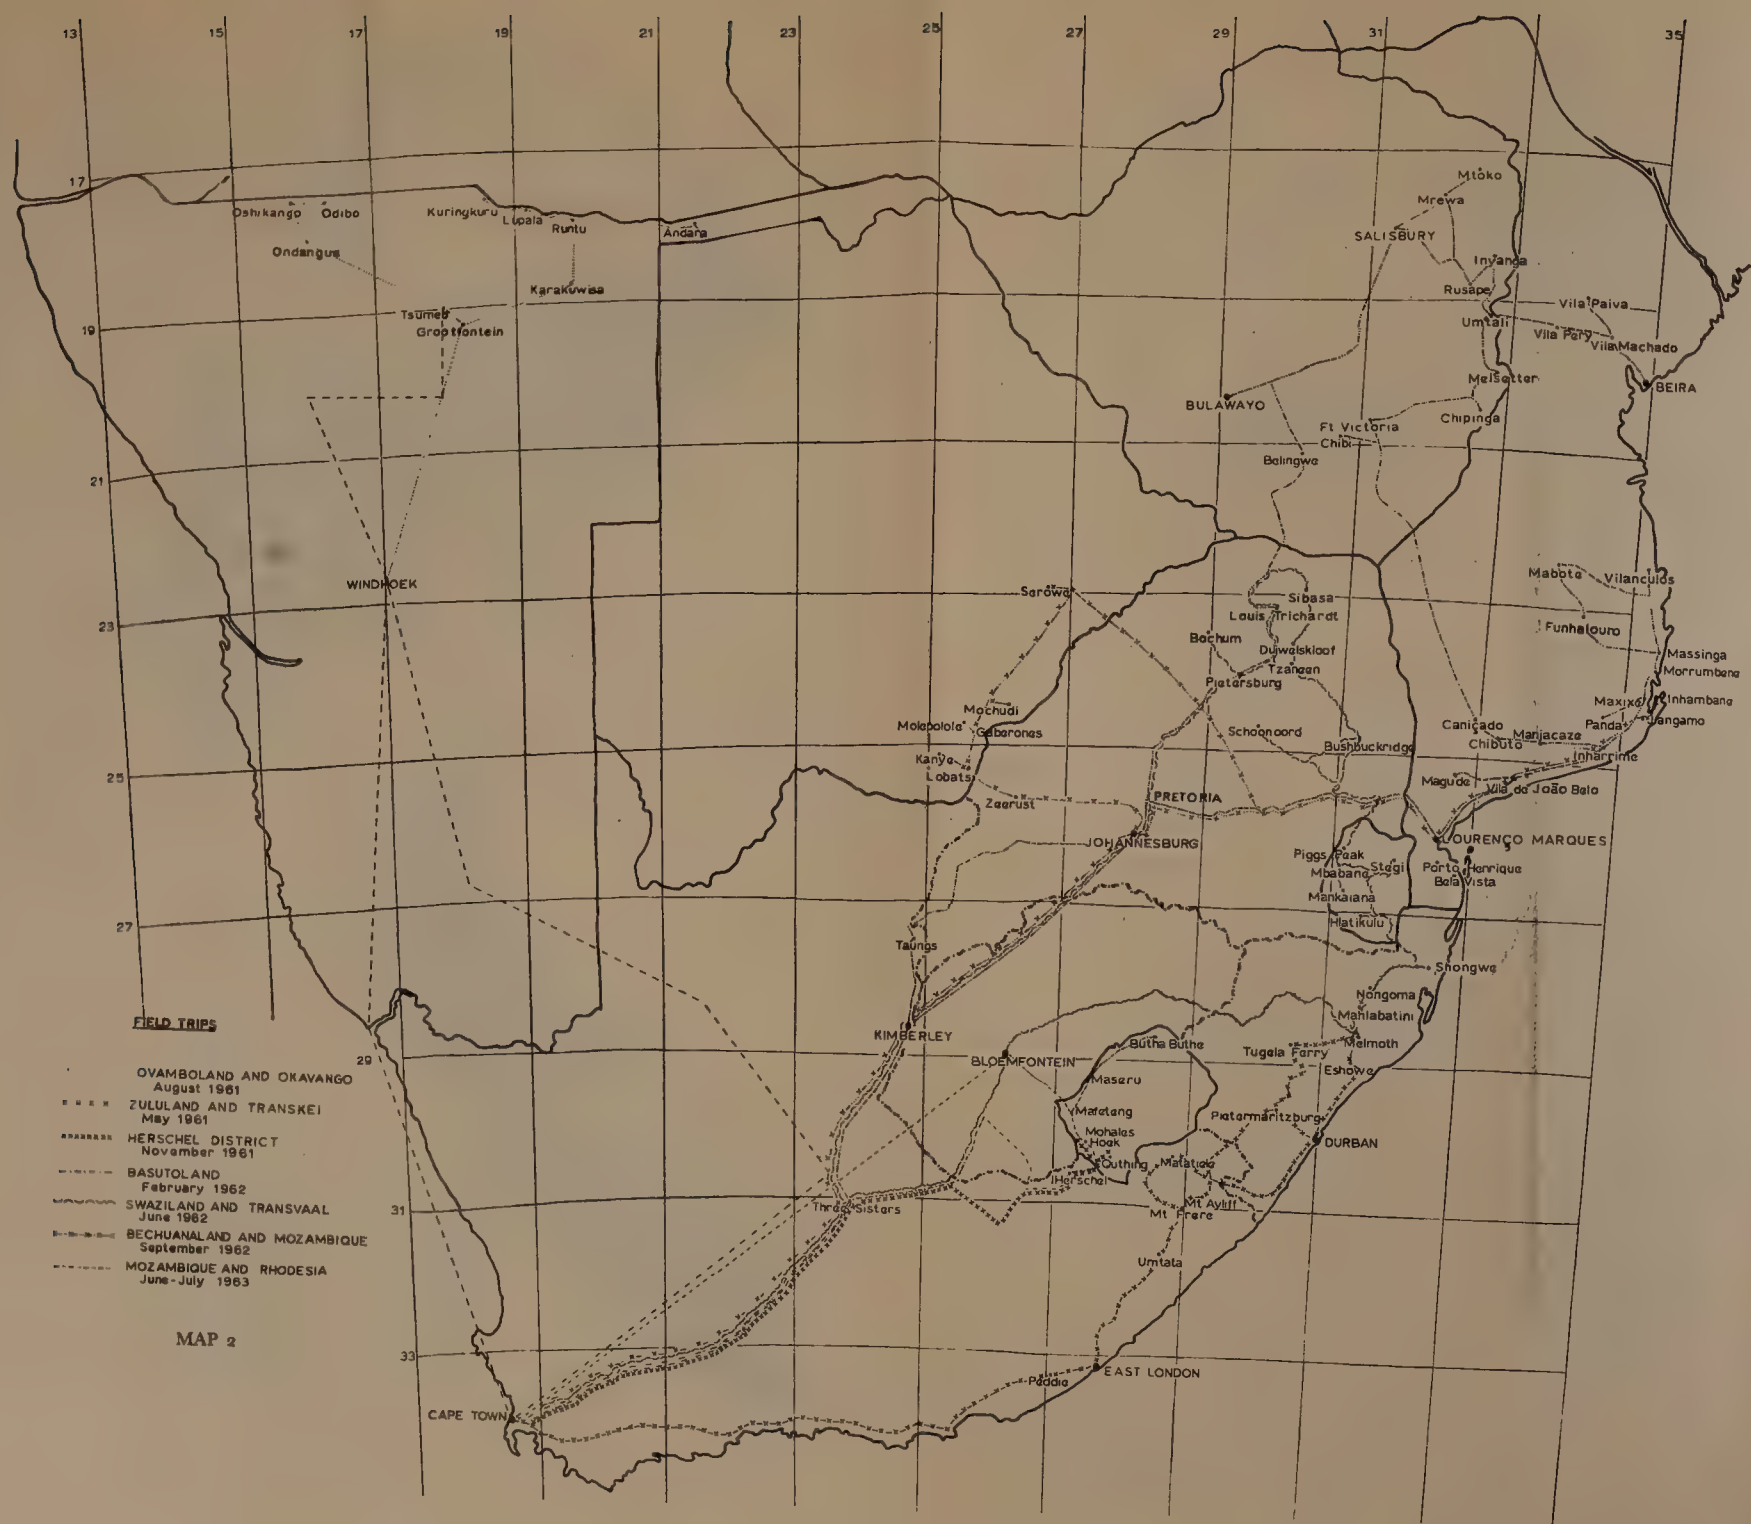 13 15 17 19 21 23 25 27 29 31 35
17
Mtoko
Mrewa
Oshikango Odibo
Kuringkuru
Lupala
Runtu
Andara
SALISBURY
Ondangua
Inyanga
Karakuwisa
Rusape
Vila Paiva
Tsumeb
Grootfontein
19
Umtali
Vila Pery
Vila Machado
Melsetter
BEIRA
BULAWAYO
Chipinga
Ft Victoria
Chibi
Belingwe
21
Mabote
Vilanculos
WINDHOEK
Serowe
Sibasa
Louis Trichardt
23
Funhalouro
Bochum
Duiwelskloof
Massinga
Tzaneen
Morrumbene
Pietersburg
Maxixe
Inhambane
Mochudi
Panda
Jangamo
Molepolole
Gaberones
Schoonoord
Canicado
Manjacaze
Chibuto
Bushbuckridge
Inharrime
Kanye
Lobatsi
25
Magude
Vila de João Belo
Zeerust
PRETORIA
JOHANNESBURG
LOURENÇO MARQUES
Piggs Peak
Stegi
Mbabane
Porto Henrique
Bela Vista
Mankaiana
27
Hlatikulu
Taungs
Shongwe
Nongoma
Mahlabatini
KIMBERLEY
Butha Buthe
Melmoth
Tugela Ferry
BLOEMFONTEIN
29
Eshowe
Maseru
Mafeteng
Pietermaritzburg
Mohales
Hoek
DURBAN
Quthing
Matatiele
Herschel
31
Three Sisters
Mt Ayliff
Mt Frere
Umtata
33
EAST LONDON
Peddie
CAPE TOWN
FIELD TRIPS
OVAMBOLAND AND OKAVANGO
August 1961
ZULULAND AND TRANSKEI
May 1961
HERSCHEL DISTRICT
November 1961
BASUTOLAND
February 1962
SWAZILAND AND TRANSVAAL
June 1962
BECHUANALAND AND MOZAMBIQUE
September 1962
MOZAMBIQUE AND RHODESIA
June-July 1963
MAP 2